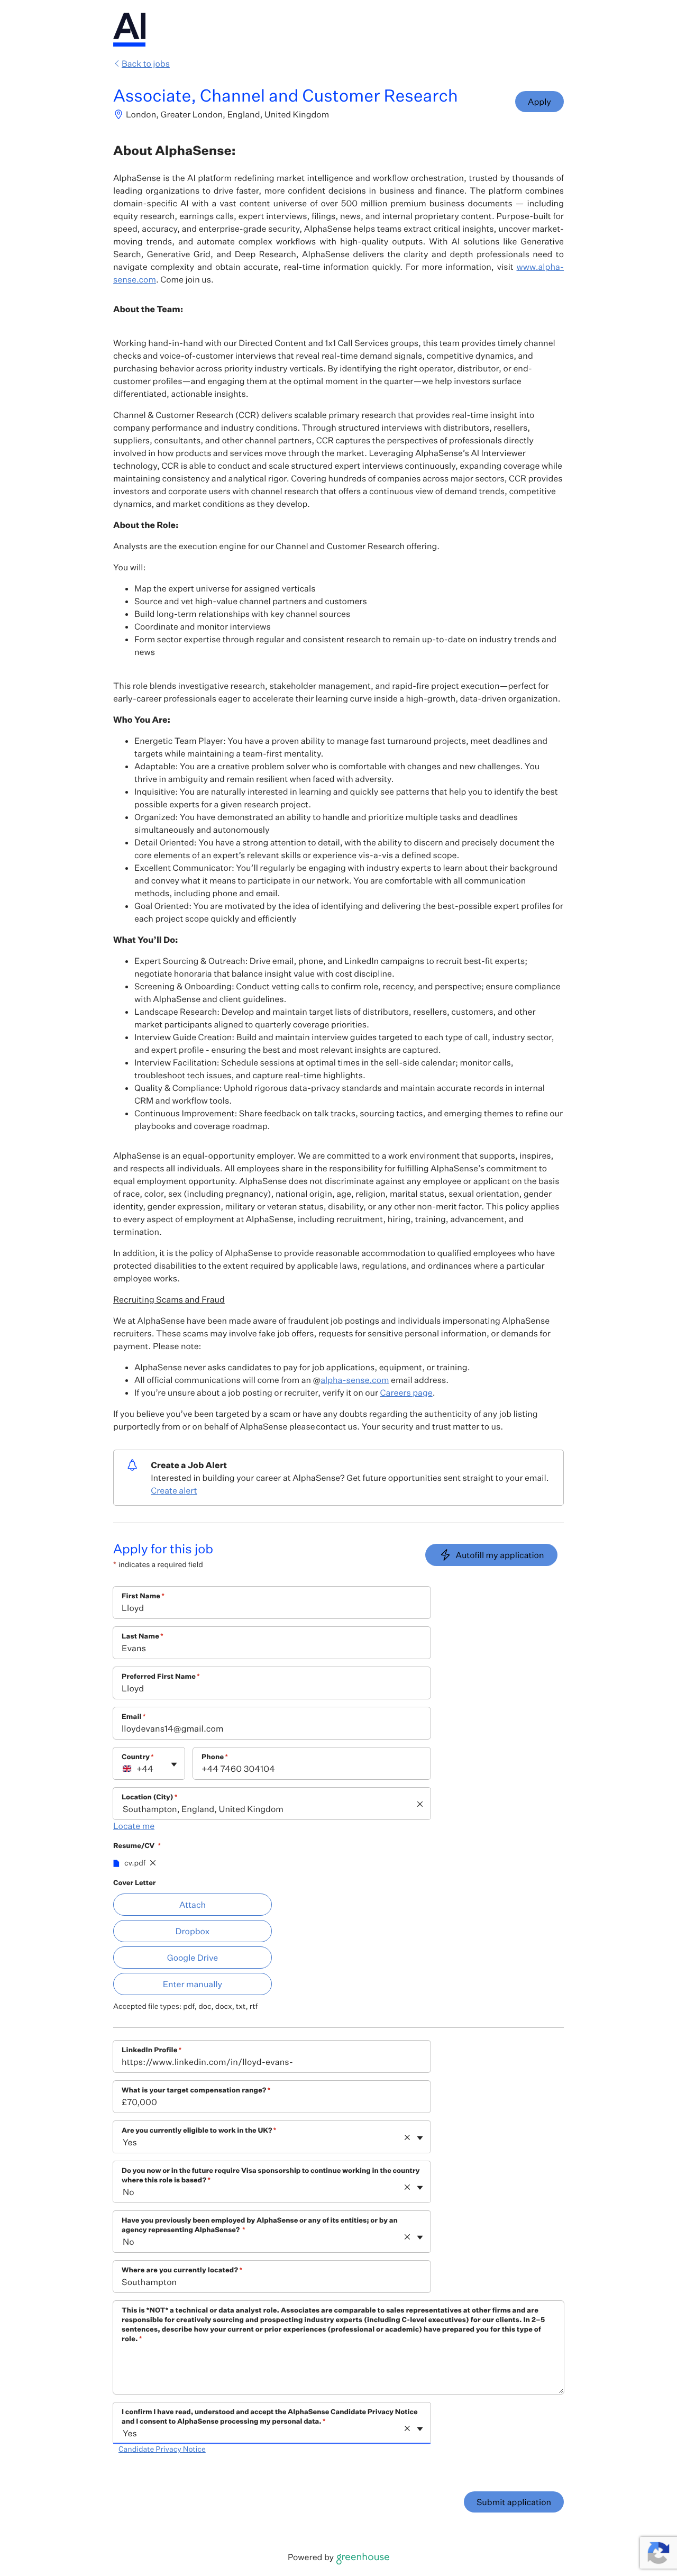 AI
Back to jobs
Associate, Channel and Customer Research
Apply
London, Greater London, England, United Kingdom
About AlphaSense:
AlphaSense is the AI platform redefining market intelligence and workflow orchestration, trusted by thousands of
leading organizations to drive faster, more confident decisions in business and finance. The platform combines
domain-specific AI with a vast content universe of over 500 million premium business documents — including
equity research, earnings calls, expert interviews, filings, news, and internal proprietary content. Purpose-built for
speed, accuracy, and enterprise-grade security, AlphaSense helps teams extract critical insights, uncover market-
moving trends, and automate complex workflows with high-quality outputs. With AI solutions like Generative
Search, Generative Grid, and Deep Research, AlphaSense delivers the clarity and depth professionals need to
navigate complexity and obtain accurate, real-time information quickly. For more information, visit www.alpha-
sense.com. Come join us.
About the Team:
Working hand-in-hand with our Directed Content and 1x1 Call Services groups, this team provides timely channel
checks and voice-of-customer interviews that reveal real-time demand signals, competitive dynamics, and
purchasing behavior across priority industry verticals. By identifying the right operator, distributor, or end-
customer profiles—and engaging them at the optimal moment in the quarter—we help investors surface
differentiated, actionable insights.
Channel & Customer Research (CCR) delivers scalable primary research that provides real-time insight into
company performance and industry conditions. Through structured interviews with distributors, resellers,
suppliers, consultants, and other channel partners, CCR captures the perspectives of professionals directly
involved in how products and services move through the market. Leveraging AlphaSense's AI Interviewer
technology, CCR is able to conduct and scale structured expert interviews continuously, expanding coverage while
maintaining consistency and analytical rigor. Covering hundreds of companies across major sectors, CCR provides
investors and corporate users with channel research that offers a continuous view of demand trends, competitive
dynamics, and market conditions as they develop.
About the Role:
Analysts are the execution engine for our Channel and Customer Research offering.
You will:
• Map the expert universe for assigned verticals
• Source and vet high-value channel partners and customers
• Build long-term relationships with key channel sources
• Coordinate and monitor interviews
• Form sector expertise through regular and consistent research to remain up-to-date on industry trends and
news
This role blends investigative research, stakeholder management, and rapid-fire project execution—perfect for
early-career professionals eager to accelerate their learning curve inside a high-growth, data-driven organization.
Who You Are:
• Energetic Team Player: You have a proven ability to manage fast turnaround projects, meet deadlines and
targets while maintaining a team-first mentality.
• Adaptable: You are a creative problem solver who is comfortable with changes and new challenges. You
thrive in ambiguity and remain resilient when faced with adversity.
• Inquisitive: You are naturally interested in learning and quickly see patterns that help you to identify the best
possible experts for a given research project.
• Organized: You have demonstrated an ability to handle and prioritize multiple tasks and deadlines
simultaneously and autonomously
• Detail Oriented: You have a strong attention to detail, with the ability to discern and precisely document the
core elements of an expert's relevant skills or experience vis-a-vis a defined scope.
• Excellent Communicator: You'll regularly be engaging with industry experts to learn about their background
and convey what it means to participate in our network. You are comfortable with all communication
methods, including phone and email.
• Goal Oriented: You are motivated by the idea of identifying and delivering the best-possible expert profiles for
each project scope quickly and efficiently
What You'll Do:
• Expert Sourcing & Outreach: Drive email, phone, and LinkedIn campaigns to recruit best-fit experts;
negotiate honoraria that balance insight value with cost discipline.
• Screening & Onboarding: Conduct vetting calls to confirm role, recency, and perspective; ensure compliance
with AlphaSense and client guidelines.
• Landscape Research: Develop and maintain target lists of distributors, resellers, customers, and other
market participants aligned to quarterly coverage priorities.
• Interview Guide Creation: Build and maintain interview guides targeted to each type of call, industry sector,
and expert profile - ensuring the best and most relevant insights are captured.
• Interview Facilitation: Schedule sessions at optimal times in the sell-side calendar; monitor calls,
troubleshoot tech issues, and capture real-time highlights.
• Quality & Compliance: Uphold rigorous data-privacy standards and maintain accurate records in internal
CRM and workflow tools.
• Continuous Improvement: Share feedback on talk tracks, sourcing tactics, and emerging themes to refine our
playbooks and coverage roadmap.
AlphaSense is an equal-opportunity employer. We are committed to a work environment that supports, inspires,
and respects all individuals. All employees share in the responsibility for fulfilling AlphaSense's commitment to
equal employment opportunity. AlphaSense does not discriminate against any employee or applicant on the basis
of race, color, sex (including pregnancy), national origin, age, religion, marital status, sexual orientation, gender
identity, gender expression, military or veteran status, disability, or any other non-merit factor. This policy applies
to every aspect of employment at AlphaSense, including recruitment, hiring, training, advancement, and
termination.
In addition, it is the policy of AlphaSense to provide reasonable accommodation to qualified employees who have
protected disabilities to the extent required by applicable laws, regulations, and ordinances where a particular
employee works.
Recruiting Scams and Fraud
We at AlphaSense have been made aware of fraudulent job postings and individuals impersonating AlphaSense
recruiters. These scams may involve fake job offers, requests for sensitive personal information, or demands for
payment. Please note:
• AlphaSense never asks candidates to pay for job applications, equipment, or training.
• All official communications will come from an @alpha-sense.com email address.
• If you're unsure about a job posting or recruiter, verify it on our Careers page.
If you believe you've been targeted by a scam or have any doubts regarding the authenticity of any job listing
purportedly from or on behalf of AlphaSense please contact us. Your security and trust matter to us.
Create a Job Alert
Interested in building your career at AlphaSense? Get future opportunities sent straight to your email.
Create alert
Apply for this job
Autofill my application
* indicates a required field
First Name*
Lloyd
Last Name*
Evans
Preferred First Name*
Lloyd
Email*
lloydevans14@gmail.com
Country*
+44
Phone*
+44 7460 304104
Location (City)*
Southampton, England, United Kingdom
Locate me
Resume/CV *
cv.pdf
Cover Letter
Attach
Dropbox
Google Drive
Enter manually
Accepted file types: pdf, doc, docx, txt, rtf
LinkedIn Profile*
https://www.linkedin.com/in/lloyd-evans-
What is your target compensation range?*
£70,000
Are you currently eligible to work in the UK?*
Yes
Do you now or in the future require Visa sponsorship to continue working in the country
where this role is based?*
No
Have you previously been employed by AlphaSense or any of its entities; or by an
agency representing AlphaSense? *
No
Where are you currently located?*
Southampton
This is *NOT* a technical or data analyst role. Associates are comparable to sales representatives at other firms and are
responsible for creatively sourcing and prospecting industry experts (including C-level executives) for our clients. In 2–5
sentences, describe how your current or prior experiences (professional or academic) have prepared you for this type of
role.*
I confirm I have read, understood and accept the AlphaSense Candidate Privacy Notice
and I consent to AlphaSense processing my personal data.*
Yes
Candidate Privacy Notice
Submit application
Powered by greenhouse